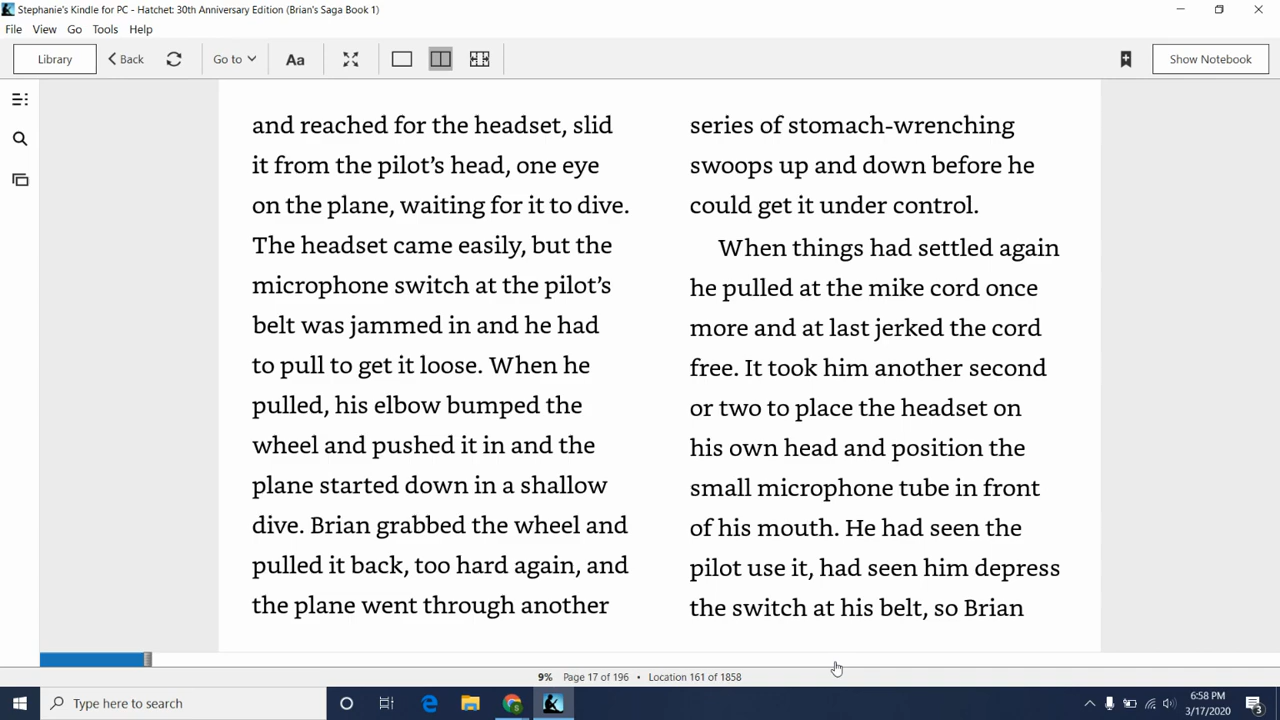 Stephanie's Kindle for PC - Hatchet: 30th Anniversary Edition (Brian's Saga Book 1)
File View Go Tools Help
Library Back Go to Aa Show Notebook
and reached for the headset, slid
it from the pilot’s head, one eye
on the plane, waiting for it to dive.
The headset came easily, but the
microphone switch at the pilot’s
belt was jammed in and he had
to pull to get it loose. When he
pulled, his elbow bumped the
wheel and pushed it in and the
plane started down in a shallow
dive. Brian grabbed the wheel and
pulled it back, too hard again, and
the plane went through another
series of stomach-wrenching
swoops up and down before he
could get it under control.
When things had settled again
he pulled at the mike cord once
more and at last jerked the cord
free. It took him another second
or two to place the headset on
his own head and position the
small microphone tube in front
of his mouth. He had seen the
pilot use it, had seen him depress
the switch at his belt, so Brian
9% Page 17 of 196 • Location 161 of 1858
Type here to search
6:58 PM
3/17/2020
3